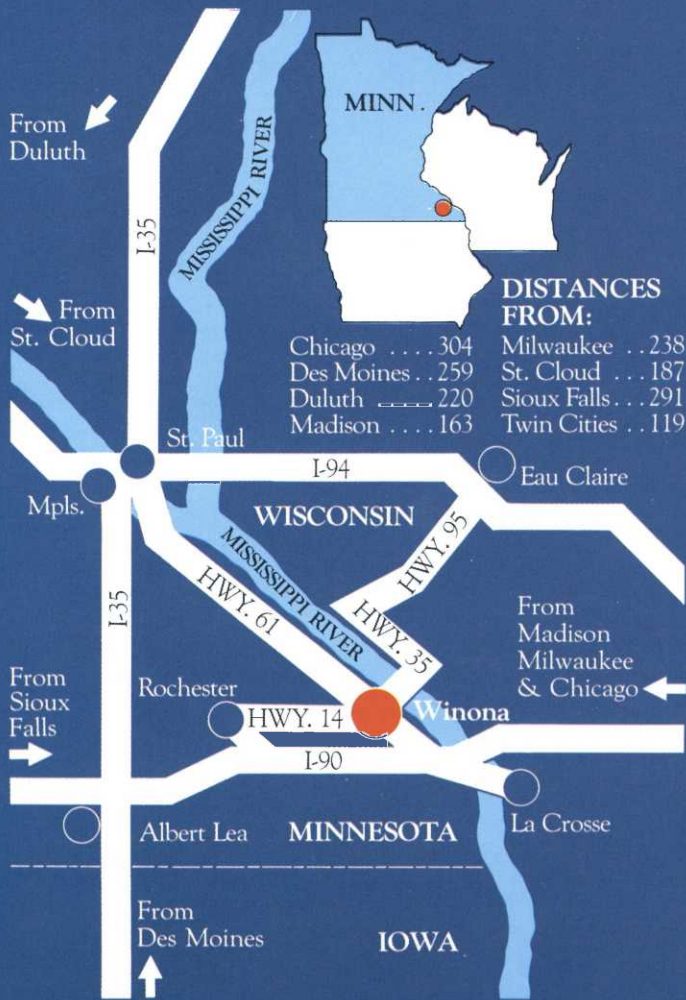 From
Duluth
I-35
MISSISSIPPI RIVER
MINN.
From
St. Cloud
DISTANCES
FROM:
Chicago .... 304
Des Moines .. 259
Duluth ____ 220
Madison .... 163
Milwaukee .. 238
St. Cloud ... 187
Sioux Falls ... 291
Twin Cities .. 119
St. Paul
Mpls.
I-94
Eau Claire
WISCONSIN
HWY. 95
MISSISSIPPI RIVER
HWY. 61
HWY. 35
I-35
From
Madison
Milwaukee
& Chicago
From
Sioux
Falls
Rochester
HWY. 14
Winona
I-90
La Crosse
Albert Lea
MINNESOTA
From
Des Moines
IOWA